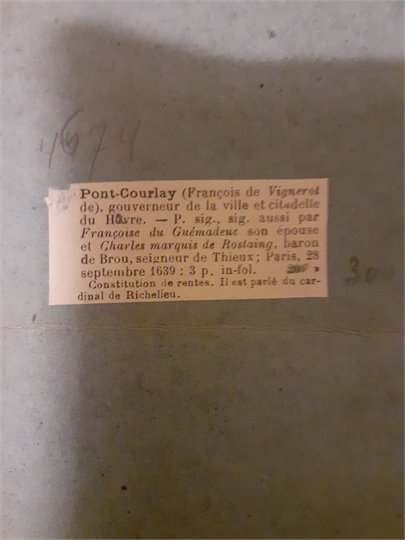 4674
Pont-Courlay (François de Vignerot
de), gouverneur de la ville et citadelle
du Hâvre. — P. sig., sig. aussi par
Françoise du Guémadeuc son épouse
et Charles marquis de Rostaing, baron
de Brou, seigneur de Thieux ; Paris, 28
septembre 1639 ; 3 p. in-fol. »
Constitution de rentes. Il est parlé du car-
dinal de Richelieu.